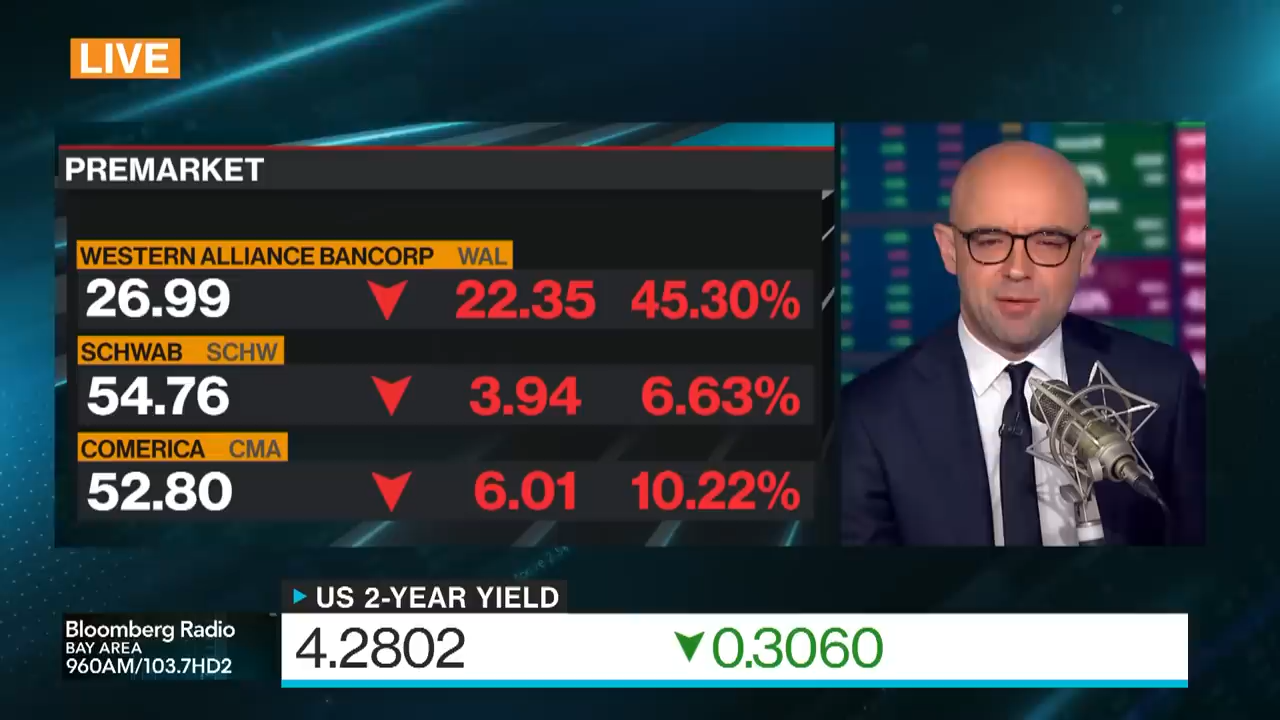 LIVE
PREMARKET
WESTERN ALLIANCE BANCORP WAL
26.99 ▼ 22.35 45.30%
SCHWAB SCHW
54.76 ▼ 3.94 6.63%
COMERICA CMA
52.80 ▼ 6.01 10.22%
US 2-YEAR YIELD
4.2802 ▼0.3060
Bloomberg Radio
BAY AREA
960AM/103.7HD2